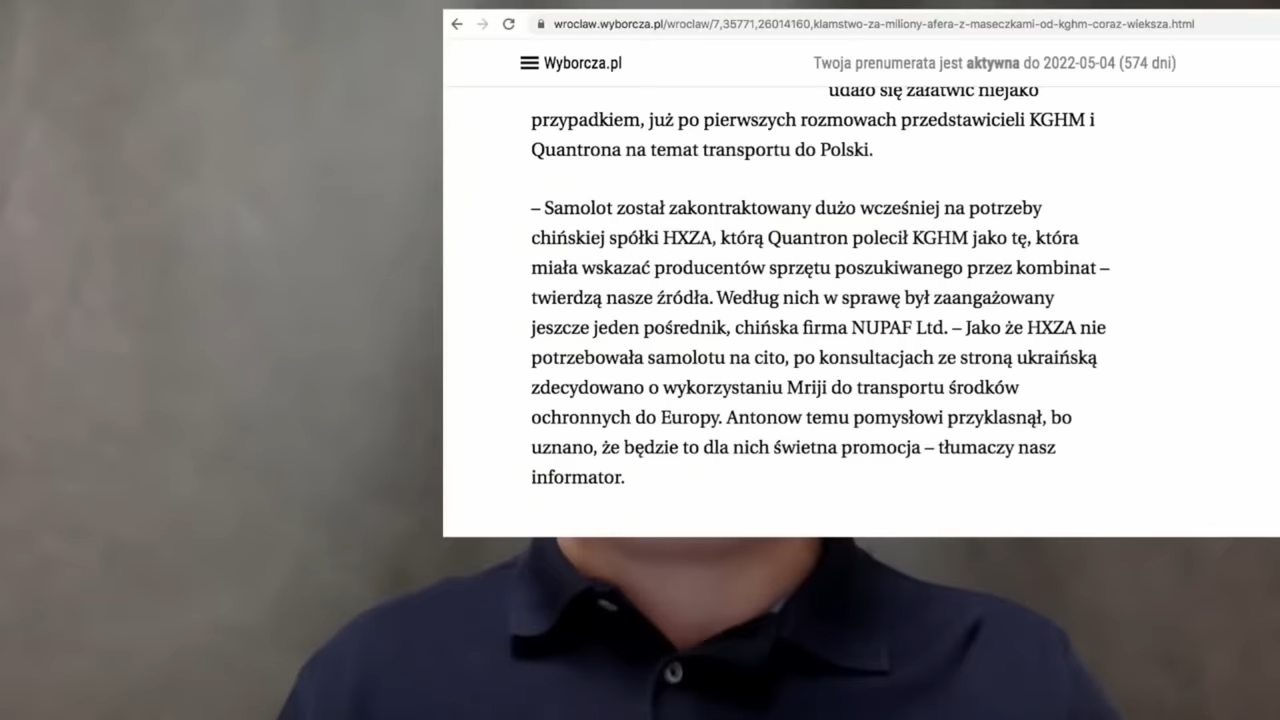 wroclaw.wyborcza.pl/wroclaw/7,35771,26014160,klamstwo-za-miliony-afera-z-maseczkami-od-kghm-coraz-wieksza.html
Wyborcza.pl
Twoja prenumerata jest aktywna do 2022-05-04 (574 dni)
udało się załatwić niejako
przypadkiem, już po pierwszych rozmowach przedstawicieli KGHM i
Quantrona na temat transportu do Polski.
– Samolot został zakontraktowany dużo wcześniej na potrzeby
chińskiej spółki HXZA, którą Quantron polecił KGHM jako tę, która
miała wskazać producentów sprzętu poszukiwanego przez kombinat –
twierdzą nasze źródła. Według nich w sprawę był zaangażowany
jeszcze jeden pośrednik, chińska firma NUPAF Ltd. – Jako że HXZA nie
potrzebowała samolotu na cito, po konsultacjach ze stroną ukraińską
zdecydowano o wykorzystaniu Mriji do transportu środków
ochronnych do Europy. Antonow temu pomysłowi przyklasnął, bo
uznano, że będzie to dla nich świetna promocja – tłumaczy nasz
informator.